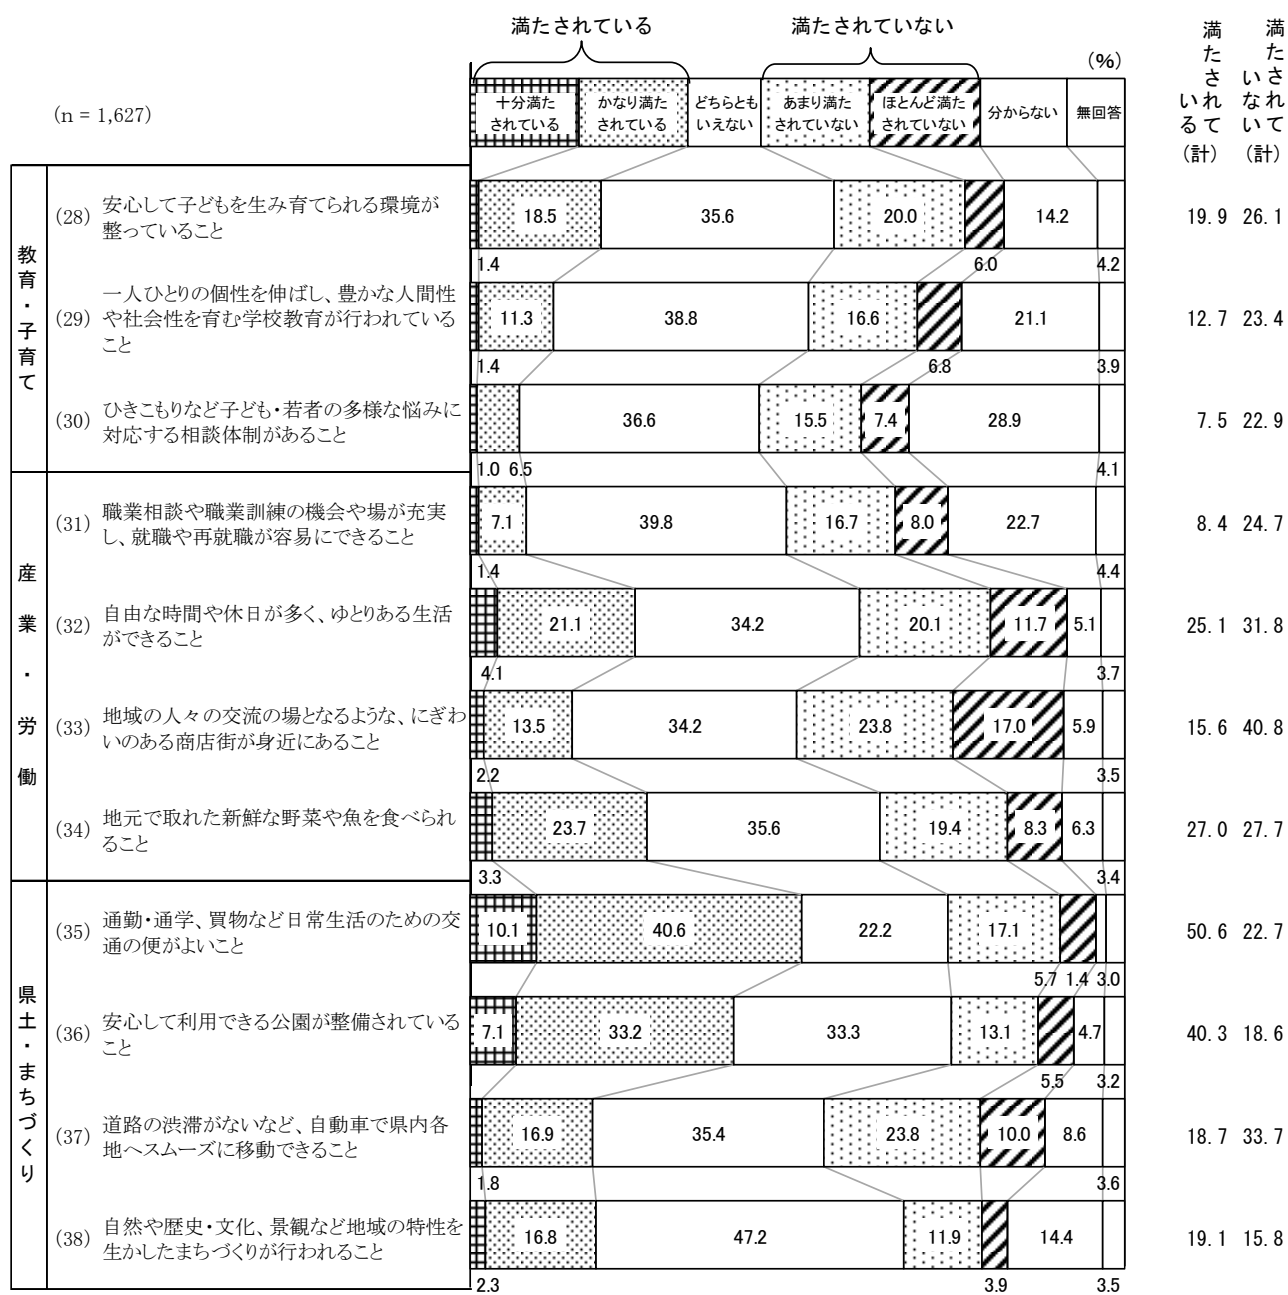 満たされている 満たされていない
(%)
満たされている(計) 満たされていない(計)
(n = 1,627)
十分満たされている かなり満たされている どちらともいえない あまり満たされていない ほとんど満たされていない 分からない 無回答
教育・子育て
(28) 安心して子どもを生み育てられる環境が
整っていること
18.5 35.6 20.0 14.2 19.9 26.1
1.4 6.0 4.2
(29) 一人ひとりの個性を伸ばし、豊かな人間性
や社会性を育む学校教育が行われている
こと
11.3 38.8 16.6 21.1 12.7 23.4
1.4 6.8 3.9
(30) ひきこもりなど子ども・若者の多様な悩みに
対応する相談体制があること
36.6 15.5 7.4 28.9 7.5 22.9
1.0 6.5 4.1
産業・労働
(31) 職業相談や職業訓練の機会や場が充実
し、就職や再就職が容易にできること
7.1 39.8 16.7 8.0 22.7 8.4 24.7
1.4 4.4
(32) 自由な時間や休日が多く、ゆとりある生活
ができること
21.1 34.2 20.1 11.7 5.1 25.1 31.8
4.1 3.7
(33) 地域の人々の交流の場となるような、にぎわ
いのある商店街が身近にあること
13.5 34.2 23.8 17.0 5.9 15.6 40.8
2.2 3.5
(34) 地元で取れた新鮮な野菜や魚を食べられ
ること
23.7 35.6 19.4 8.3 6.3 27.0 27.7
3.3 3.4
県土・まちづくり
(35) 通勤・通学、買物など日常生活のための交
通の便がよいこと
10.1 40.6 22.2 17.1 50.6 22.7
5.7 1.4 3.0
(36) 安心して利用できる公園が整備されている
こと
7.1 33.2 33.3 13.1 4.7 40.3 18.6
5.5 3.2
(37) 道路の渋滞がないなど、自動車で県内各
地へスムーズに移動できること
16.9 35.4 23.8 10.0 8.6 18.7 33.7
1.8 3.6
(38) 自然や歴史・文化、景観など地域の特性を
生かしたまちづくりが行われること
16.8 47.2 11.9 14.4 19.1 15.8
2.3 3.9 3.5